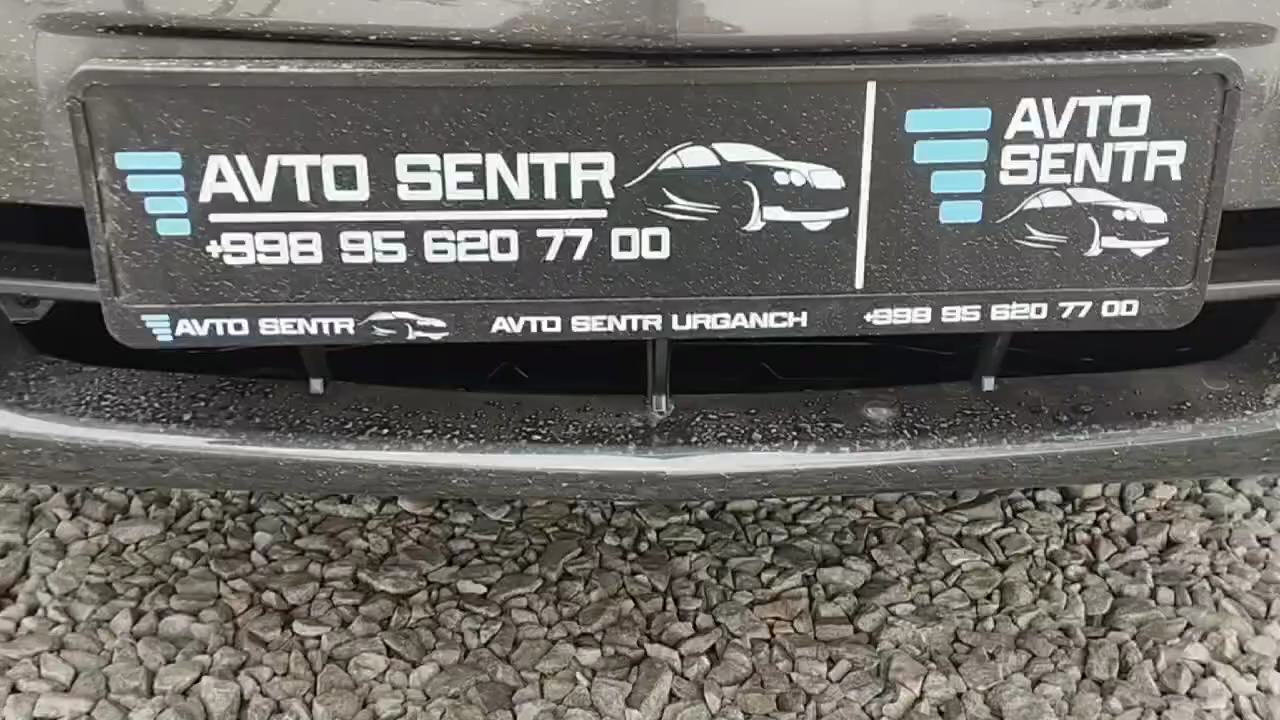 AVTO SENTR
+998 95 620 77 00
AVTO
SENTR
AVTO SENTR
AVTO SENTR URGANCH
+998 95 620 77 00